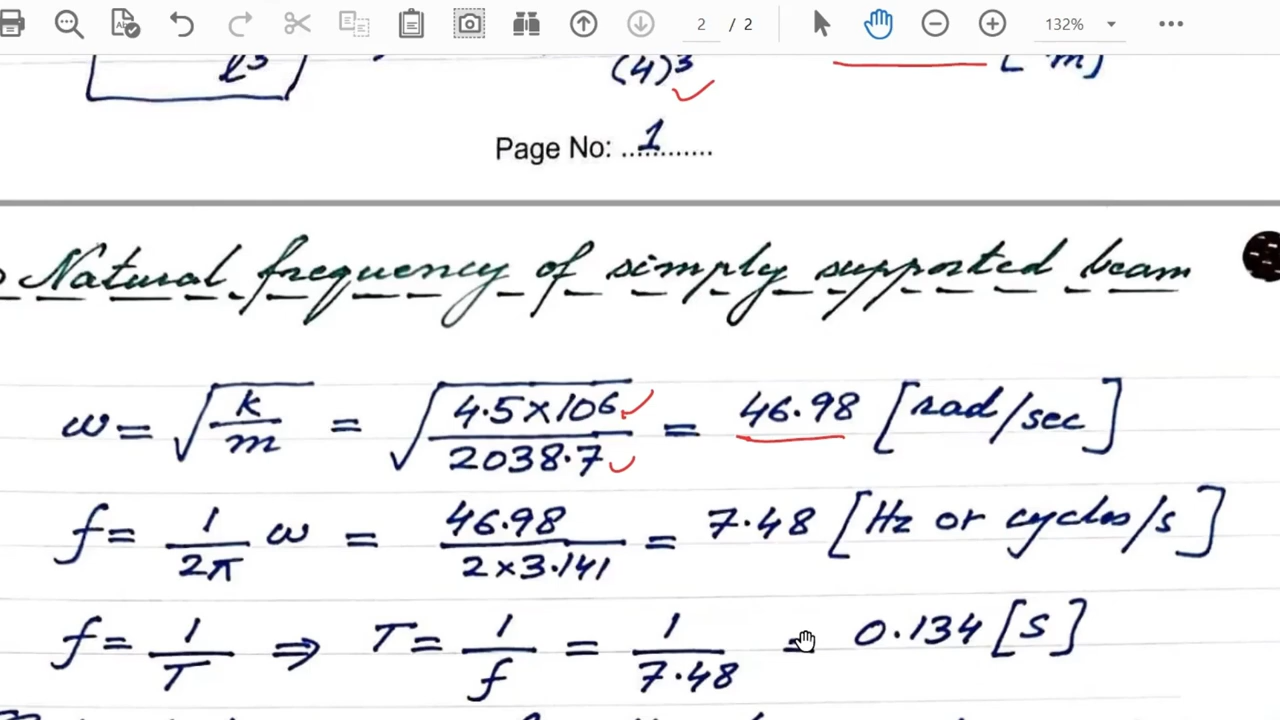 2 / 2
132%
l³
(4)³
[ m]
Page No: ..1..........
Natural frequency of simply supported beam
ω = √k/m = √4.5×10⁶/2038.7 = 46.98 [rad/sec]
f = 1/2π ω = 46.98/2×3.141 = 7.48 [Hz or cycles/s]
f = 1/T ⇒ T = 1/f = 1/7.48 = 0.134 [s]